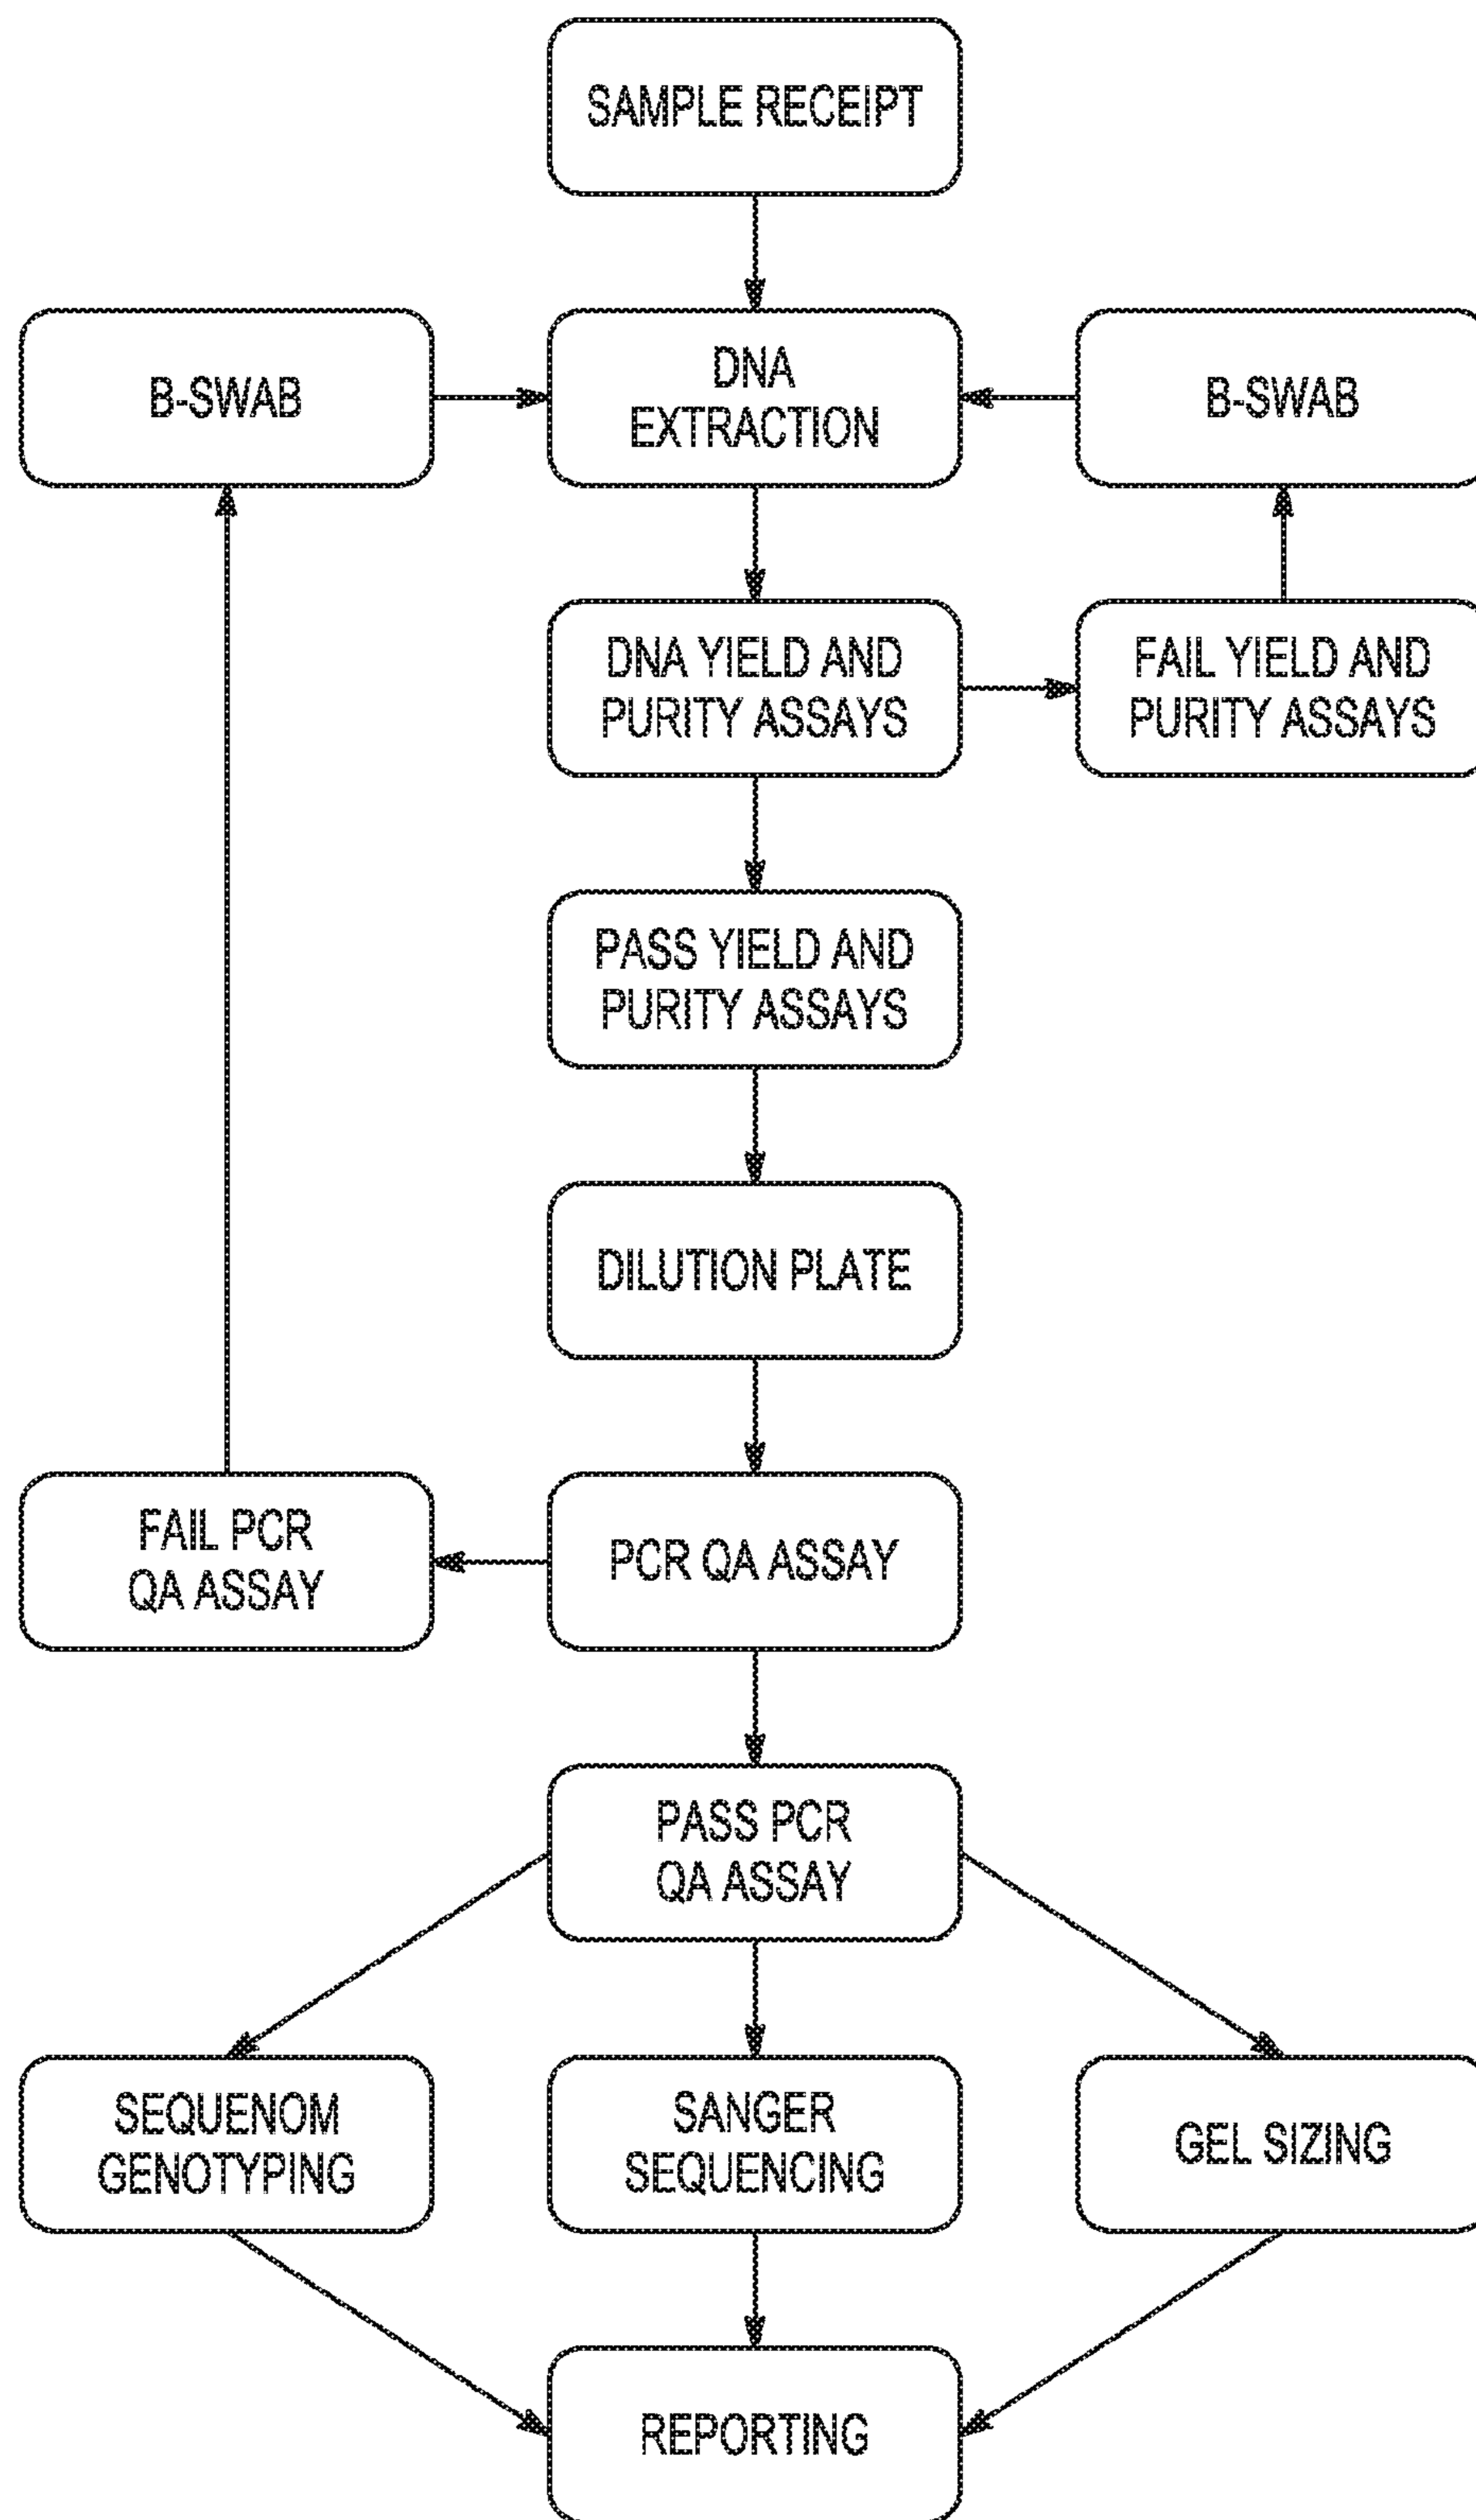 SAMPLE RECEIPT
B-SWAB
DNA
EXTRACTION
B-SWAB
DNA YIELD AND
PURITY ASSAYS
FAIL YIELD AND
PURITY ASSAYS
PASS YIELD AND
PURITY ASSAYS
DILUTION PLATE
FAIL PCR
QA ASSAY
PCR QA ASSAY
PASS PCR
QA ASSAY
SEQUENOM
GENOTYPING
SANGER
SEQUENCING
GEL SIZING
REPORTING